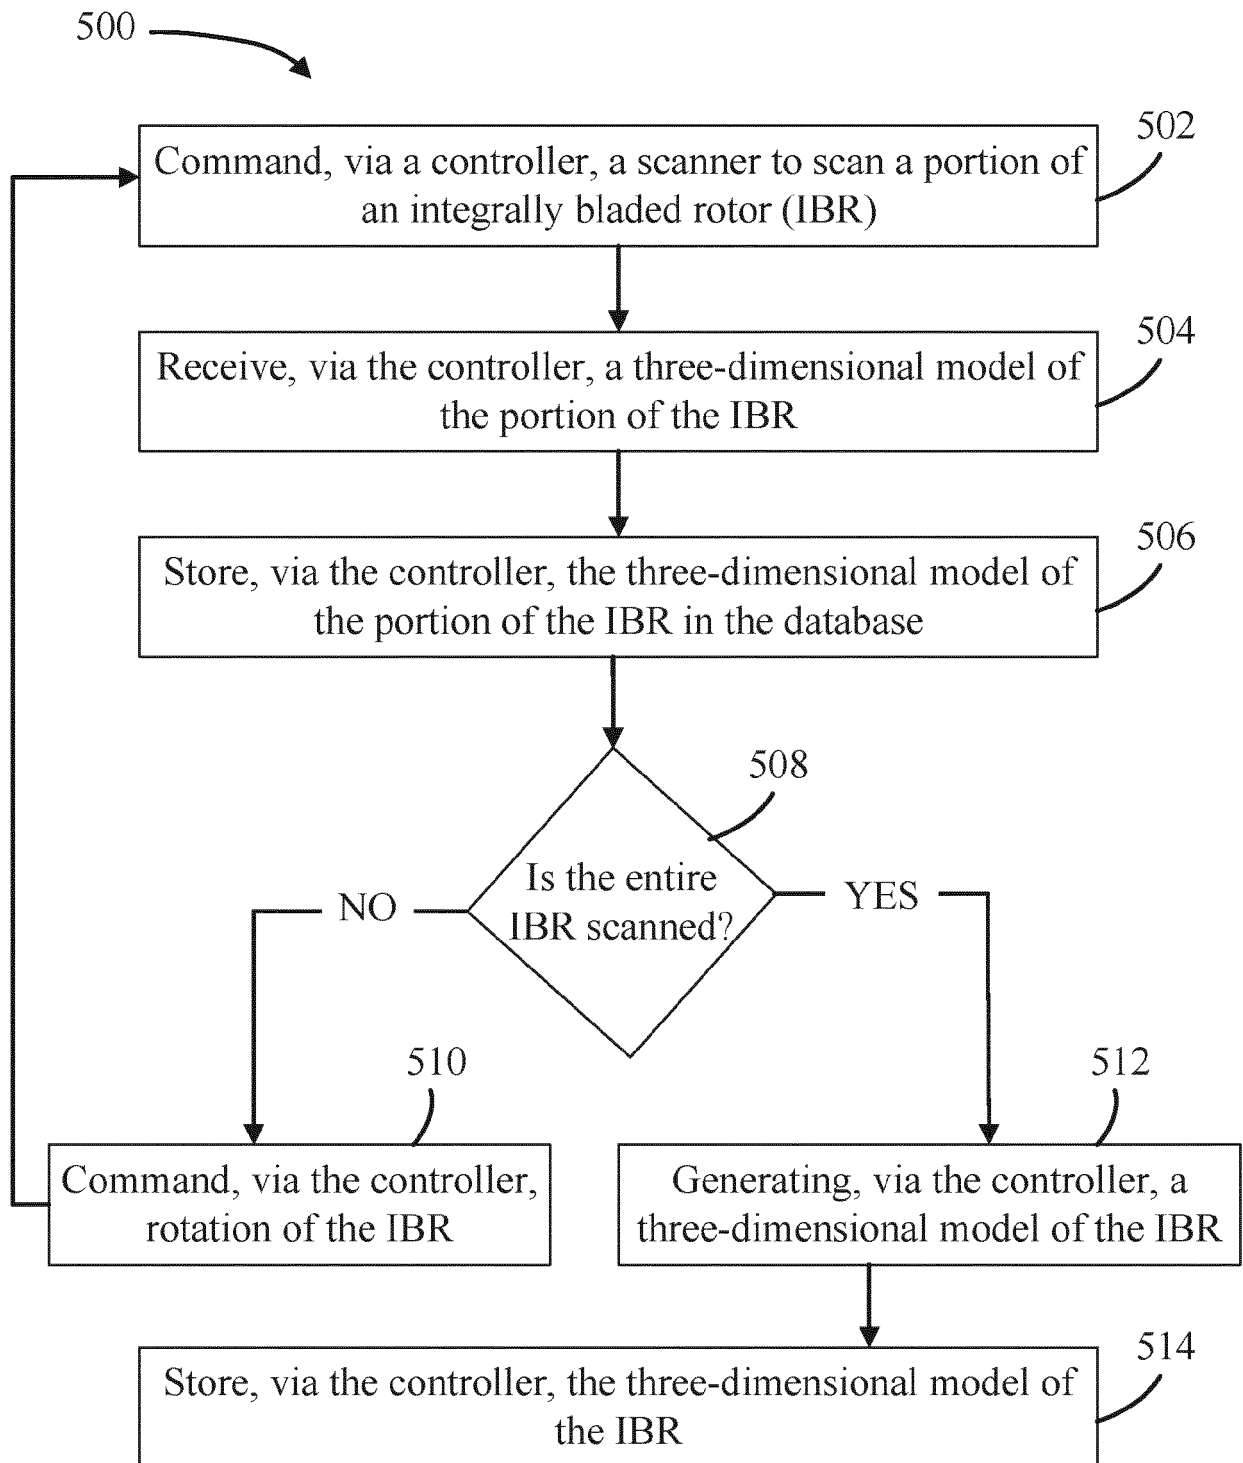 500
502
Command, via a controller, a scanner to scan a portion of
an integrally bladed rotor (IBR)
504
Receive, via the controller, a three-dimensional model of
the portion of the IBR
506
Store, via the controller, the three-dimensional model of
the portion of the IBR in the database
508
Is the entire
IBR scanned?
NO
YES
510
512
Command, via the controller,
rotation of the IBR
Generating, via the controller, a
three-dimensional model of the IBR
514
Store, via the controller, the three-dimensional model of
the IBR